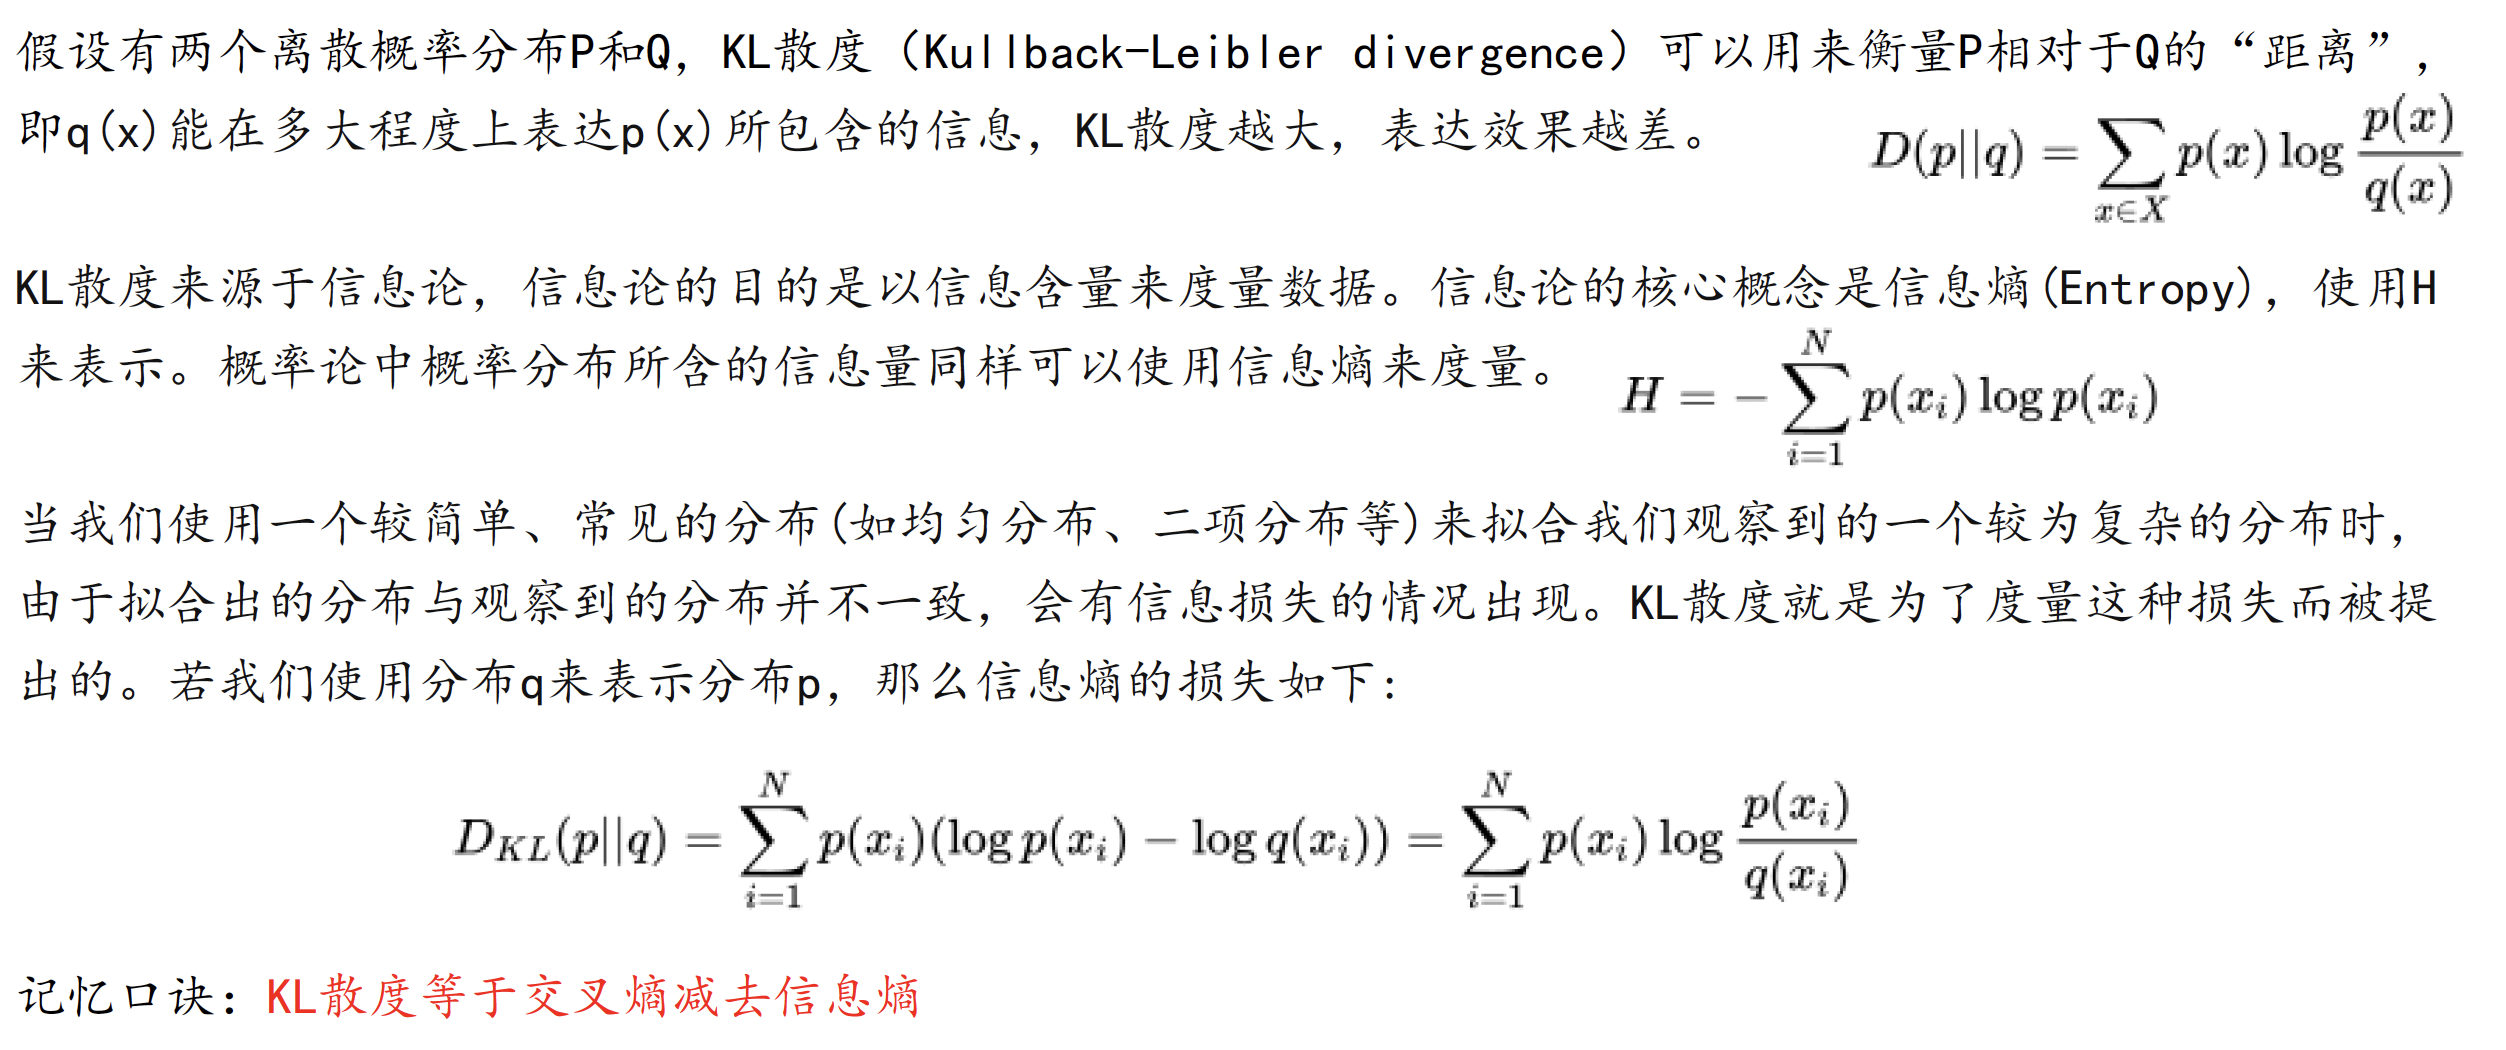 假设有两个离散概率分布P和Q，KL散度（Kullback-Leibler divergence）可以用来衡量P相对于Q的“距离”，
即q(x)能在多大程度上表达p(x)所包含的信息，KL散度越大，表达效果越差。 D(p||q) = ∑_{x∈X} p(x) log \frac{p(x)}{q(x)}
KL散度来源于信息论，信息论的目的是以信息含量来度量数据。信息论的核心概念是信息熵(Entropy)，使用H
来表示。概率论中概率分布所含的信息量同样可以使用信息熵来度量。 H = -∑_{i=1}^{N} p(x_i) log p(x_i)
当我们使用一个较简单、常见的分布(如均匀分布、二项分布等)来拟合我们观察到的一个较为复杂的分布时，
由于拟合出的分布与观察到的分布并不一致，会有信息损失的情况出现。KL散度就是为了度量这种损失而被提
出的。若我们使用分布q来表示分布p，那么信息熵的损失如下：
D_{KL}(p||q) = ∑_{i=1}^{N} p(x_i)(log p(x_i) - log q(x_i)) = ∑_{i=1}^{N} p(x_i) log \frac{p(x_i)}{q(x_i)}
记忆口诀：KL散度等于交叉熵减去信息熵